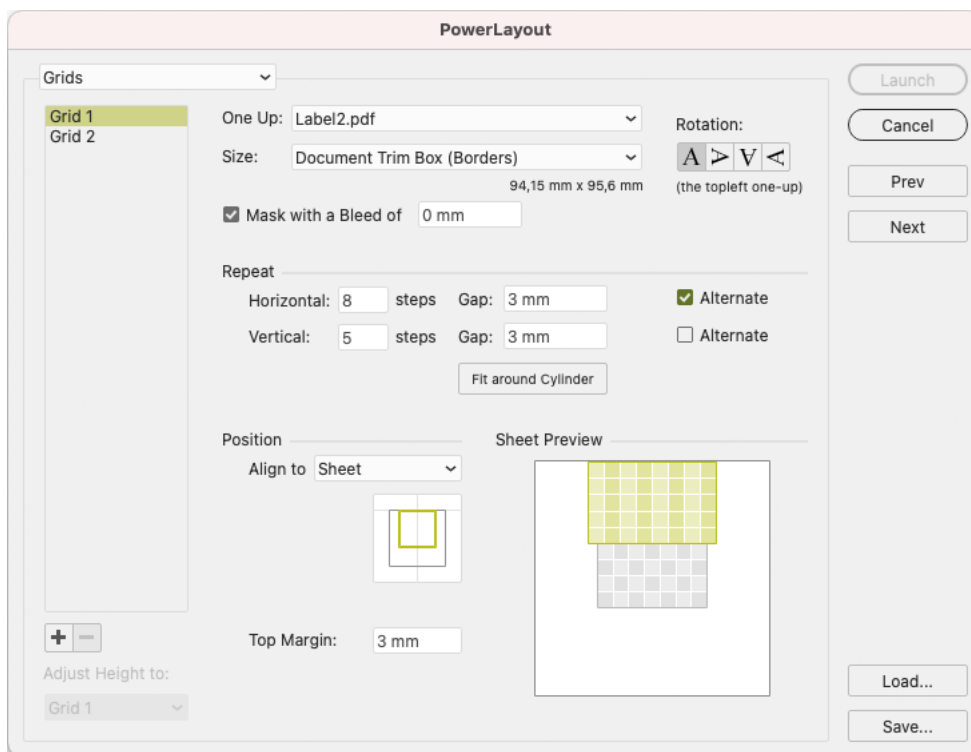 PowerLayout
Grids
Launch
Grid 1
Grid 2
One Up: Label2.pdf
Rotation:
Cancel
Size: Document Trim Box (Borders)
A A A A
94,15 mm x 95,6 mm
(the topleft one-up)
Prev
Mask with a Bleed of 0 mm
Next
Repeat
Horizontal: 8 steps Gap: 3 mm Alternate
Vertical: 5 steps Gap: 3 mm Alternate
Fit around Cylinder
Position
Sheet Preview
Align to Sheet
Top Margin: 3 mm
+ −
Adjust Height to:
Grid 1
Load...
Save...